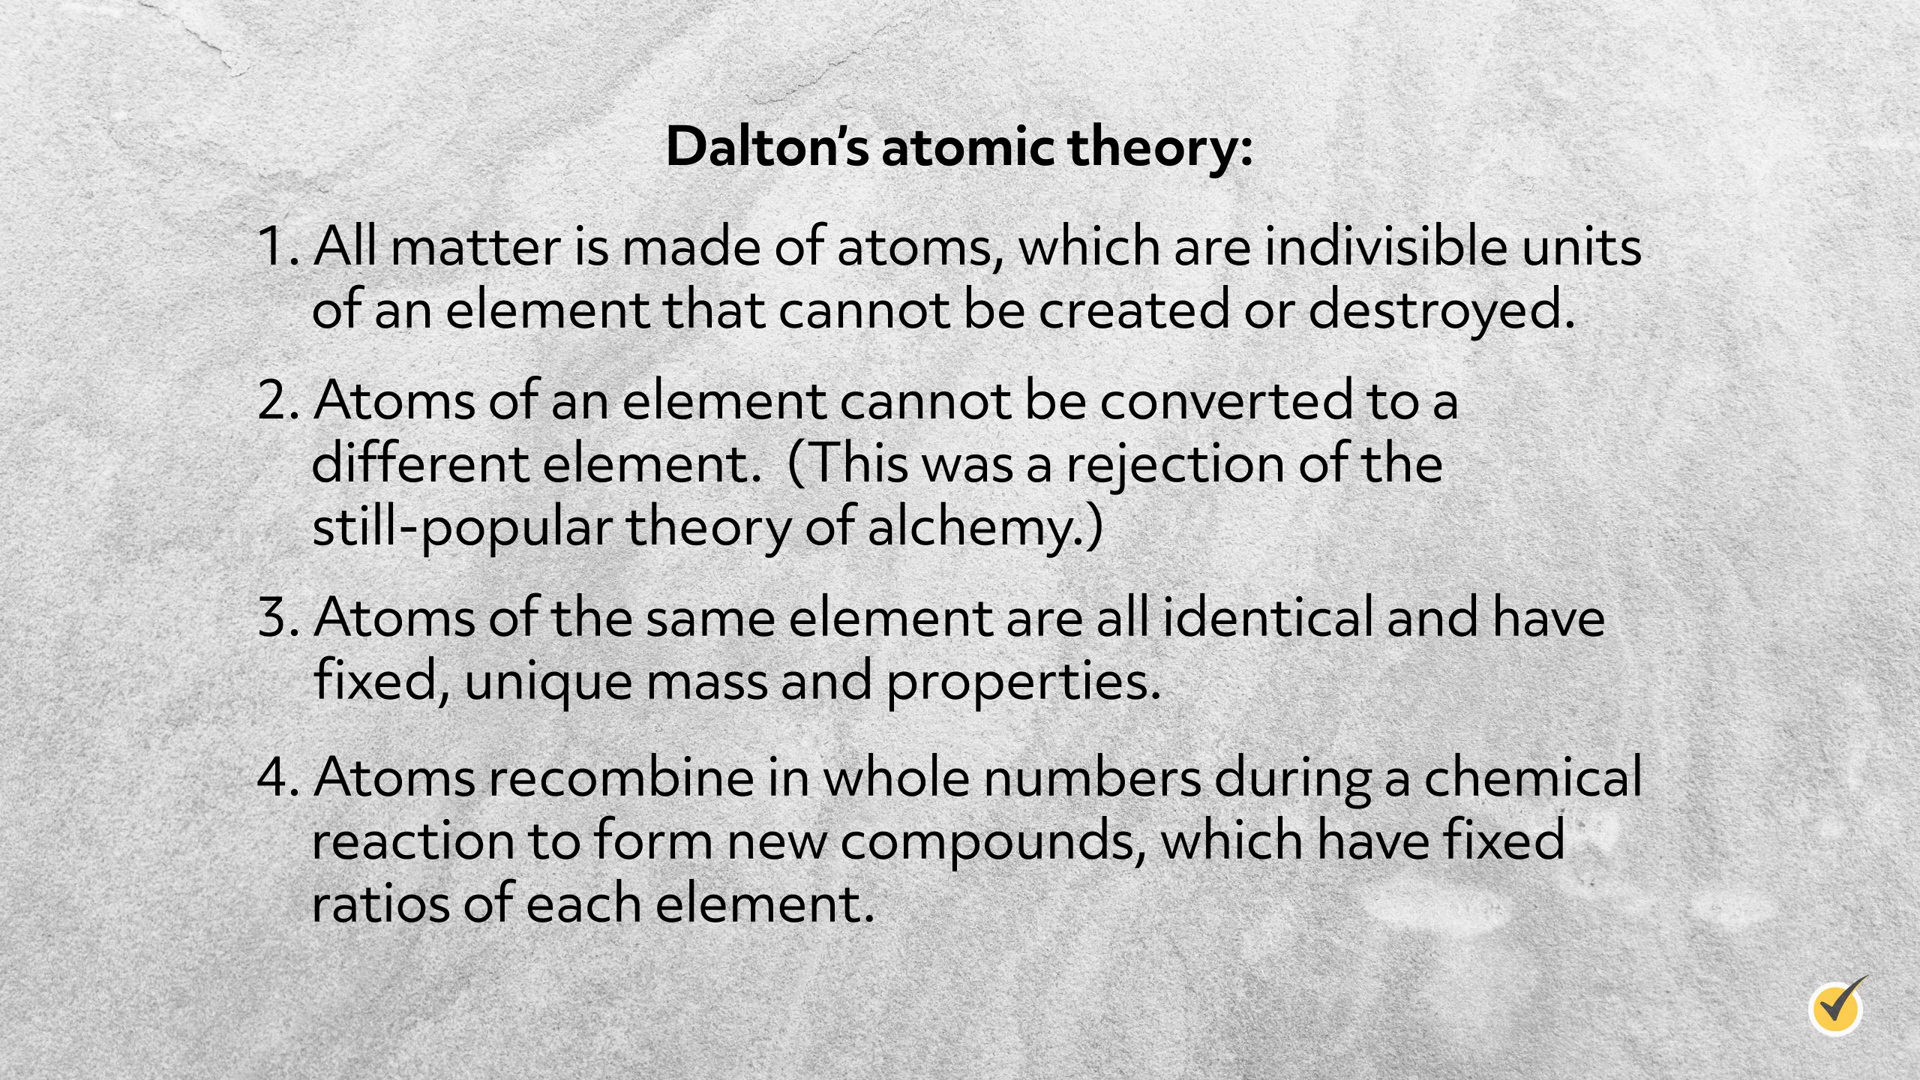 Dalton’s atomic theory:
1. All matter is made of atoms, which are indivisible units
of an element that cannot be created or destroyed.
2. Atoms of an element cannot be converted to a
different element.  (This was a rejection of the
still-popular theory of alchemy.)
3. Atoms of the same element are all identical and have
fixed, unique mass and properties.
4. Atoms recombine in whole numbers during a chemical
reaction to form new compounds, which have fixed
ratios of each element.